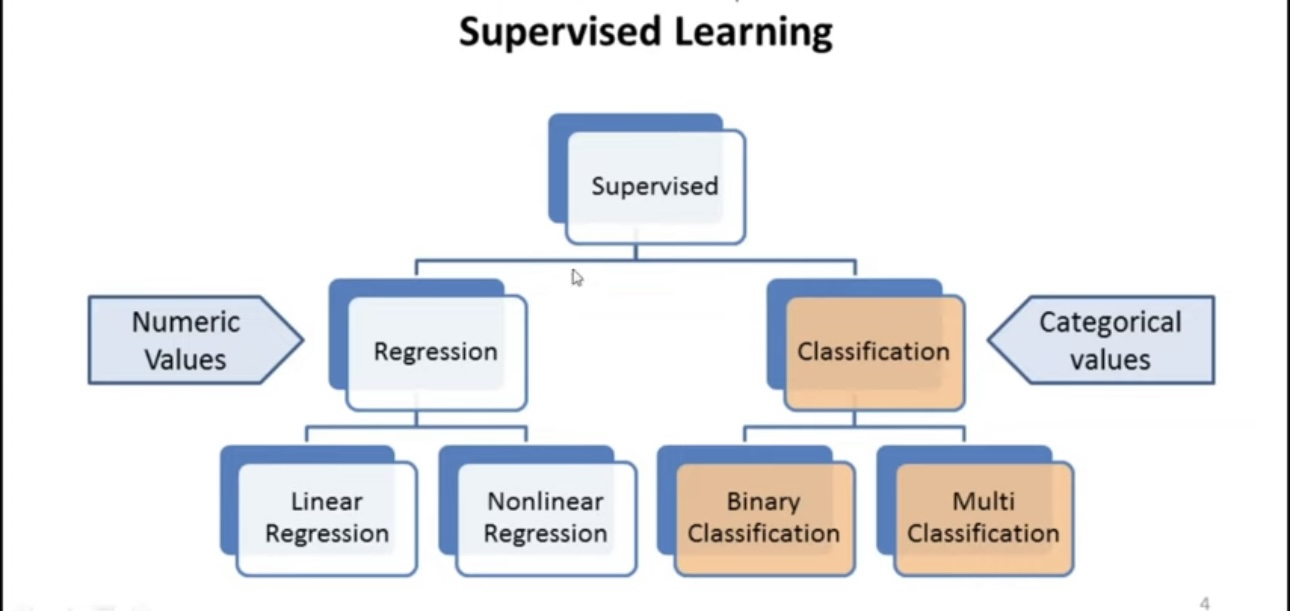 Supervised Learning
Supervised
Numeric
Values
Regression
Classification
Categorical
values
Linear
Regression
Nonlinear
Regression
Binary
Classification
Multi
Classification
4